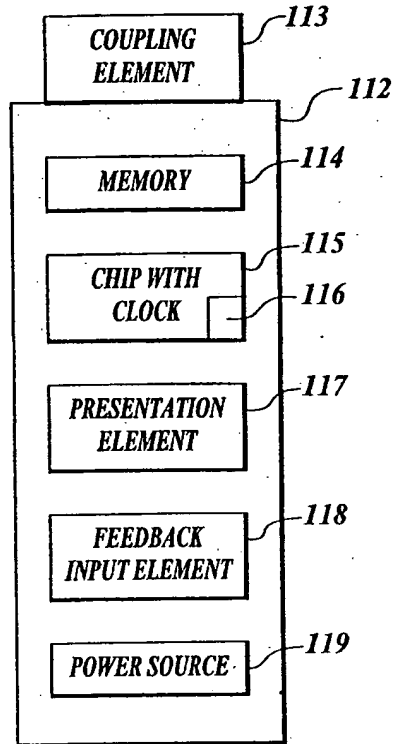 113
COUPLING
ELEMENT
112
114
MEMORY
115
CHIP WITH
CLOCK
116
117
PRESENTATION
ELEMENT
118
FEEDBACK
INPUT ELEMENT
119
POWER SOURCE